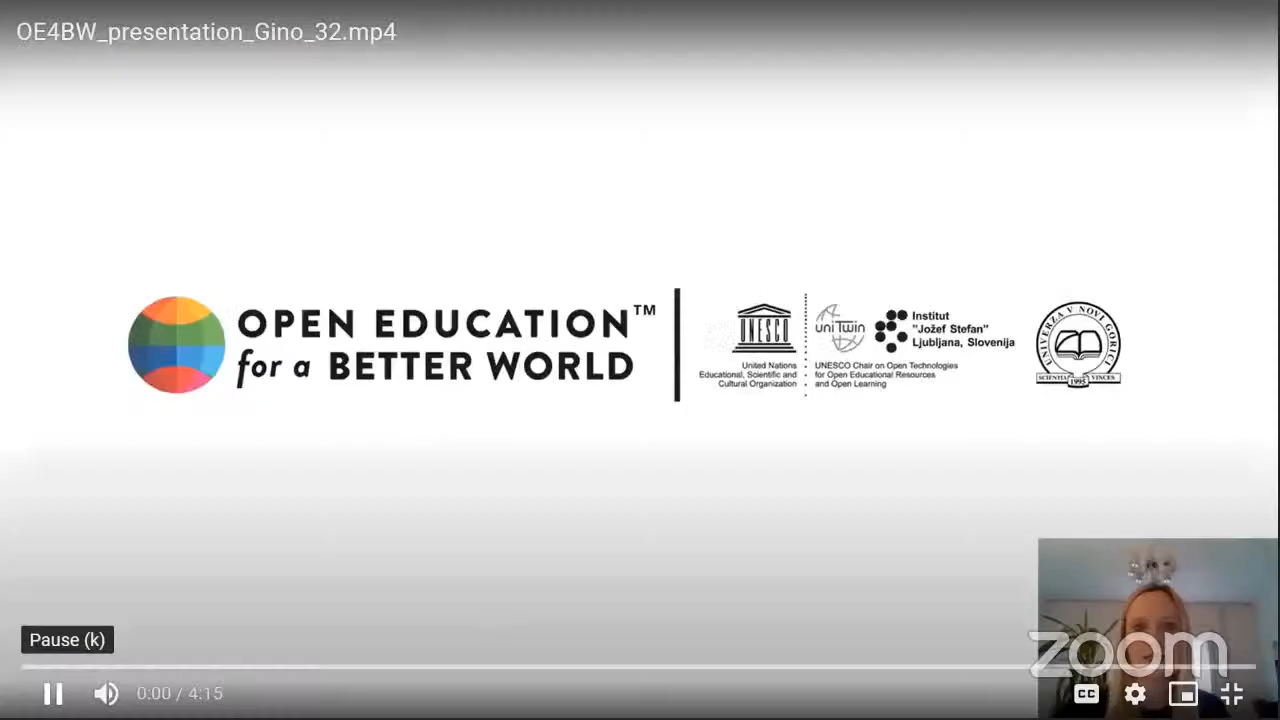 OE4BW_presentation_Gino_32.mp4
OPEN EDUCATION™
for a BETTER WORLD
UNESCO
United Nations
Educational, Scientific and
Cultural Organization
uniTwin
Institut
"Jožef Stefan"
Ljubljana, Slovenija
UNESCO Chair on Open Technologies
for Open Educational Resources
and Open Learning
UNIVERZA V NOVI GORICI
SCIENTIA VINCES
1995
Pause (k)
zoom
0:00 / 4:15
CC